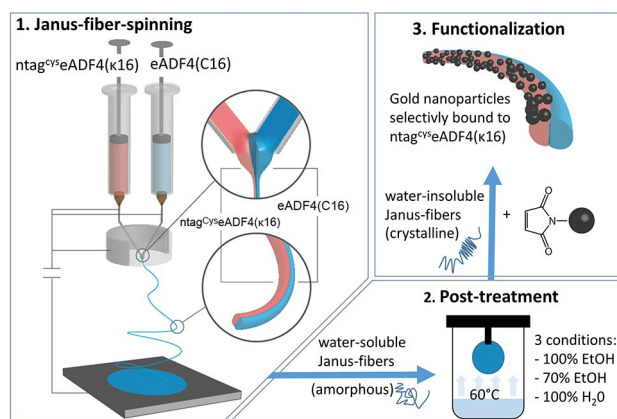 1. Janus-fiber-spinning
ntagcyseADF4(κ16)
eADF4(C16)
eADF4(C16)
ntagCyseADF4(κ16)
water-soluble
Janus-fibers
(amorphous)
2. Post-treatment
60°C
3 conditions:
- 100% EtOH
- 70% EtOH
- 100% H2O
water-insoluble
Janus-fibers
(crystalline)
+
N
O
O
3. Functionalization
Gold nanoparticles
selectivly bound to
ntagcyseADF4(κ16)